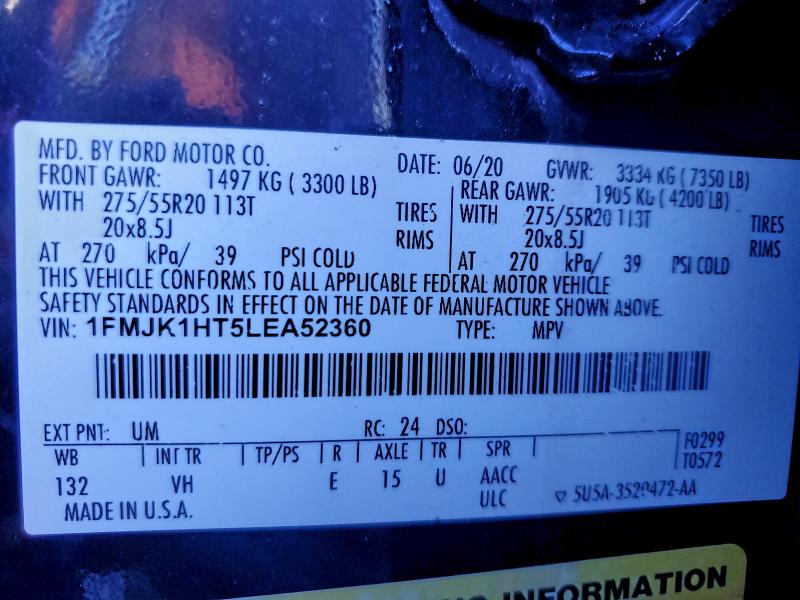 MFD. BY FORD MOTOR CO. DATE: 06/20 GVWR: 3334 KG ( 7350 LB)
FRONT GAWR: 1497 KG ( 3300 LB) REAR GAWR: 1905 KG ( 4200 LB)
WITH 275/55R20 113T TIRES WITH 275/55R20 113T TIRES
20x8.5J RIMS 20x8.5J RIMS
AT 270 kPa/ 39 PSI COLD AT 270 kPa/ 39 PSI COLD
THIS VEHICLE CONFORMS TO ALL APPLICABLE FEDERAL MOTOR VEHICLE
SAFETY STANDARDS IN EFFECT ON THE DATE OF MANUFACTURE SHOWN ABOVE.
VIN: 1FMJK1HT5LEA52360 TYPE: MPV
EXT PNT: UM RC: 24 DSO:
WB INT TR TP/PS R AXLE TR SPR F0299
T0572
132 VH E 15 U AACC
ULC 5U5A-3520472-AA
MADE IN U.S.A.
INFORMATION